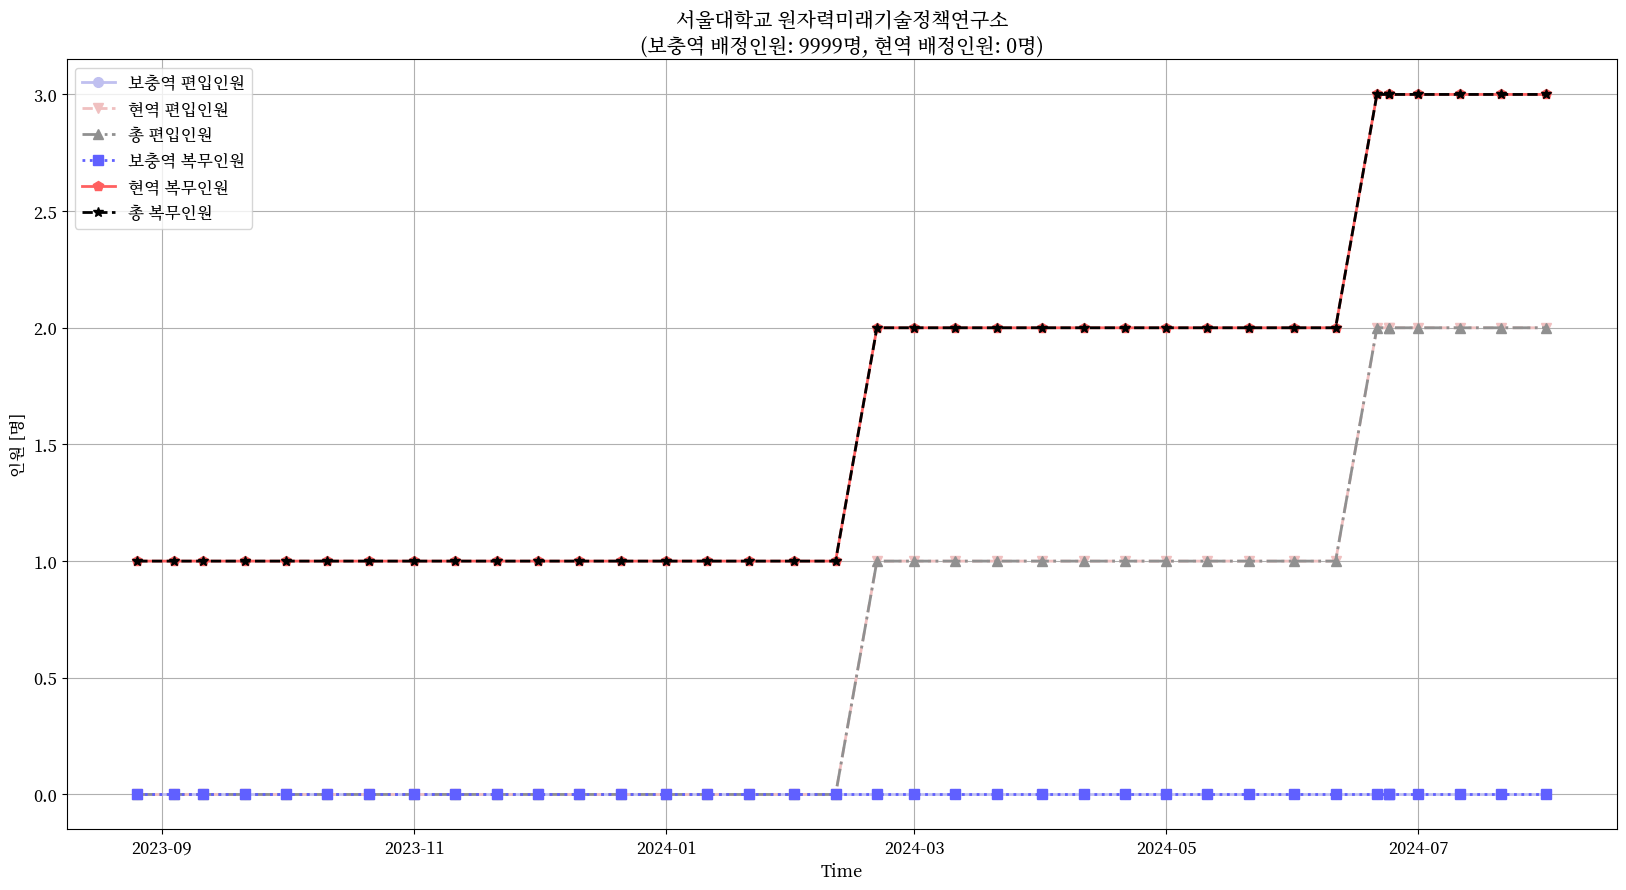 서울대학교 원자력미래기술정책연구소
(보충역 배정인원: 9999명, 현역 배정인원: 0명)
보충역 편입인원
현역 편입인원
총 편입인원
보충역 복무인원
현역 복무인원
총 복무인원
3.0
2.5
2.0
1.5
1.0
0.5
0.0
인원 [명]
2023-09
2023-11
2024-01
2024-03
2024-05
2024-07
Time